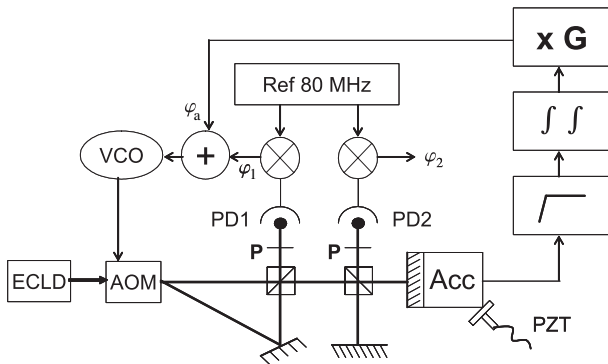 x G
Ref 80 MHz
φa
∫ ∫
VCO
+
φ1
φ2
PD1
PD2
P
P
ECLD
AOM
Acc
PZT